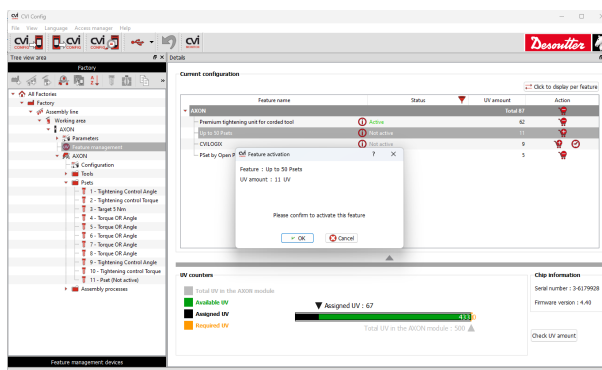 CVI Config
File View Language Access manager Help
CVI CONFIG CVI CONFIG CVI CONFIG CVI CONFIG Desoutter
Tree view area
Details
Factory
All Factories
Factory
Assembly line
Working area
AXON
Parameters
Feature management
AXON
Configuration
Tools
Psets
1 - Tightening Control Angle
2 - Tightening control Torque
3 - Target 5 Nm
4 - Torque OR Angle
5 - Torque OR Angle
6 - Torque OR Angle
7 - Torque OR Angle
8 - Torque OR Angle
9 - Tightening Control Angle
10 - Tightening control Torque
11 - Pset (Not active)
Assembly processes
Feature management devices
Current configuration
Click to display per feature
Feature name Status UV amount Action
AXON Total 87
Premium tightening unit for corded tool Active 62
Up to 50 Psets Not active 11
CVILOGIX Not active 9
PSet by Open P 5
Feature activation ? X
Feature : Up to 50 Psets
UV amount : 11 UV
Please confirm to activate this feature
OK Cancel
UV counters
Total UV in the AXON module
Available UV
Assigned UV
Required UV
Assigned UV : 67
433
Total UV in the AXON module : 500
Chip information
Serial number : 3-6179928
Firmware version : 4.40
Check UV amount